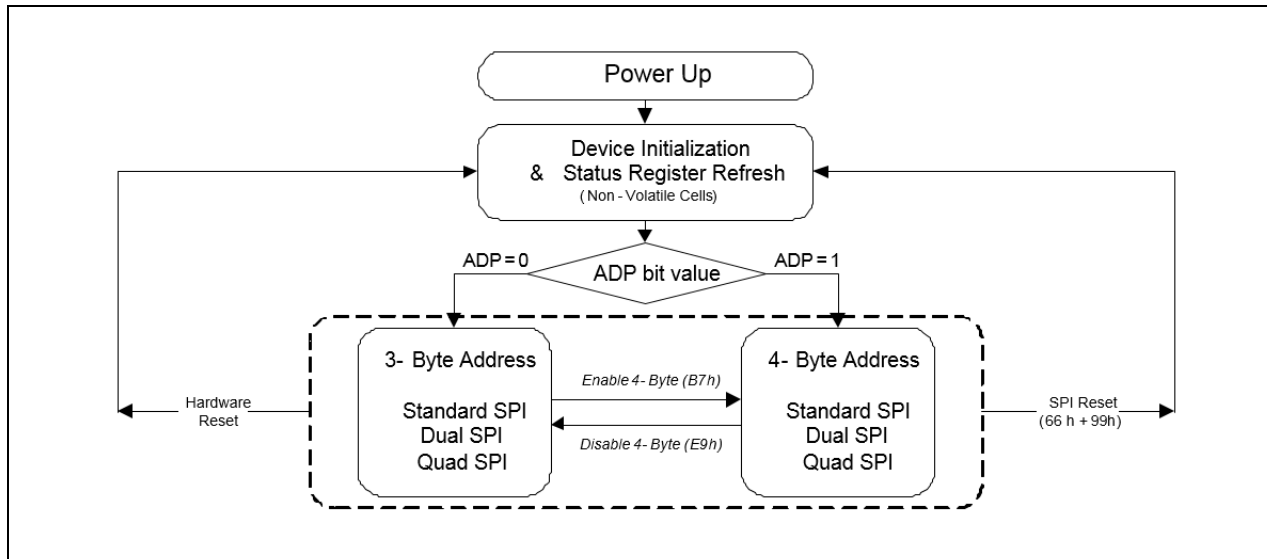 Power Up
Device Initialization
& Status Register Refresh
( Non - Volatile Cells)
ADP = 0
ADP bit value
ADP = 1
3- Byte Address
Standard SPI
Dual SPI
Quad SPI
Enable 4- Byte (B7h)
Disable 4- Byte (E9h)
4- Byte Address
Standard SPI
Dual SPI
Quad SPI
Hardware
Reset
SPI Reset
(66 h + 99h)